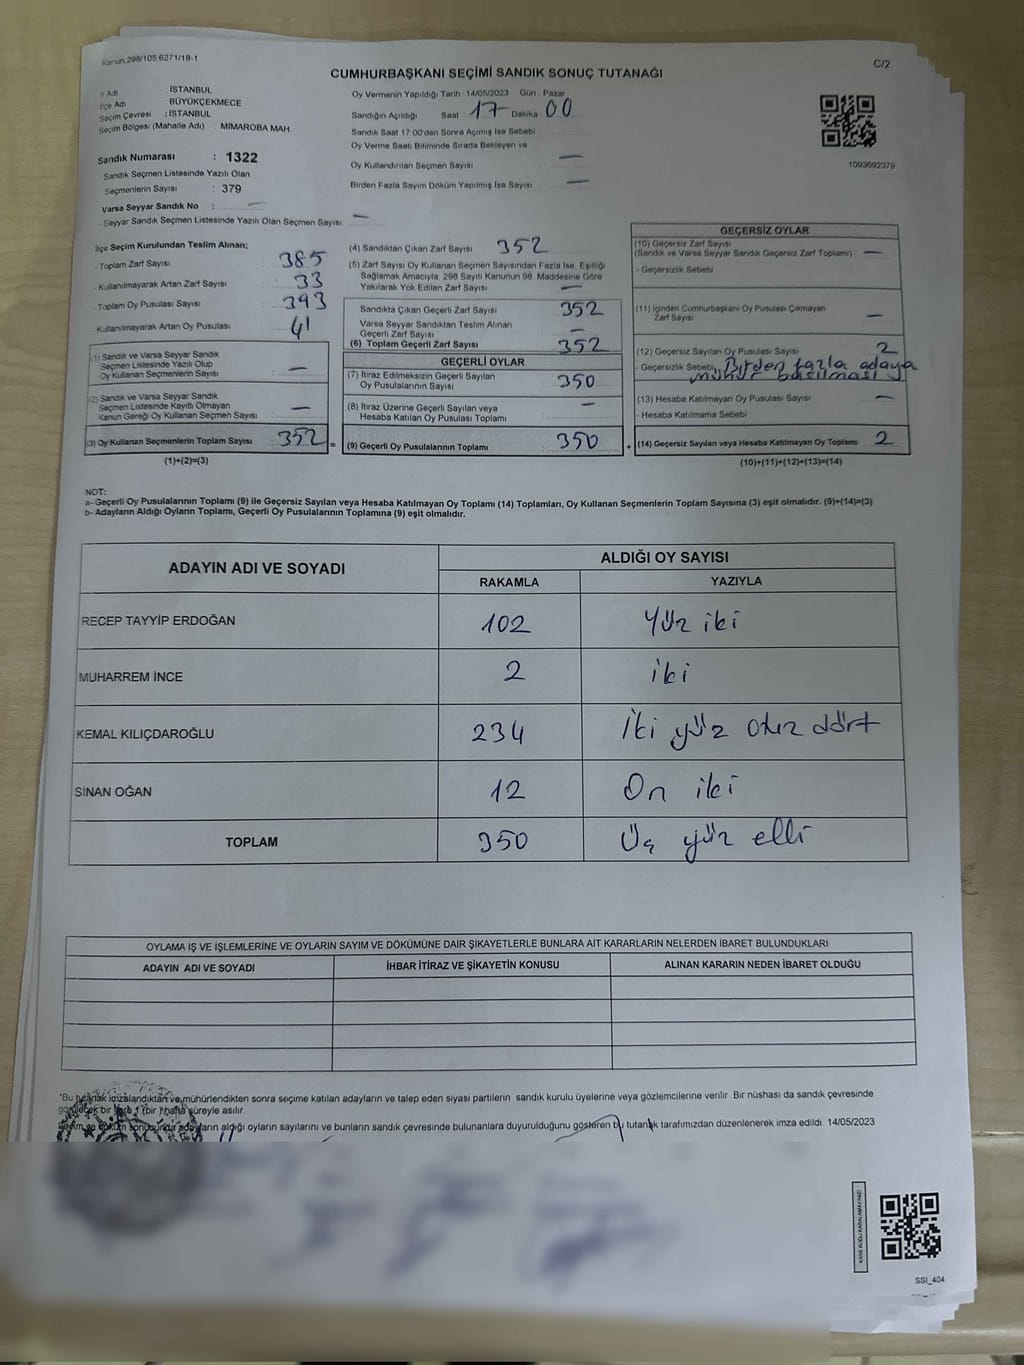 Kanun.298/105,6271/18-1
C/2
CUMHURBAŞKANI SEÇİMİ SANDIK SONUÇ TUTANAĞI
İl Adı : İSTANBUL
İlçe Adı : BÜYÜKÇEKMECE
Seçim Çevresi : İSTANBUL
Seçim Bölgesi (Mahalle Adı) : MİMAROBA MAH.
Sandık Numarası : 1322
Sandık Seçmen Listesinde Yazılı Olan
Seçmenlerin Sayısı : 379
Varsa Seyyar Sandık No : —
- Seyyar Sandık Seçmen Listesinde Yazılı Olan Seçmen Sayısı: —
Oy Vermenin Yapıldığı Tarih : 14/05/2023 Gün : Pazar
Sandığın Açıldığı Saat 17 Dakika 00
Sandık Saat 17.00'den Sonra Açılmış İse Sebebi
Oy Verme Saati Bitiminde Sırada Bekleyen ve
Oy Kullandırılan Seçmen Sayısı —
Birden Fazla Sayım Döküm Yapılmış İse Sayısı —
1093692379
İlçe Seçim Kurulundan Teslim Alınan;
- Toplam Zarf Sayısı : 385
- Kullanılmayarak Artan Zarf Sayısı : 33
- Toplam Oy Pusulası Sayısı : 393
- Kullanılmayarak Artan Oy Pusulası : 41
(1) Sandık ve Varsa Seyyar Sandık
Seçmen Listesinde Yazılı Olup
Oy Kullanan Seçmenlerin Sayısı : —
(2) Sandık ve Varsa Seyyar Sandık
Seçmen Listesinde Kayıtlı Olmayan
Kanun Gereği Oy Kullanan Seçmen Sayısı : —
(3) Oy Kullanan Seçmenlerin Toplam Sayısı : 352 =
(1)+(2)=(3)
(4) Sandıktan Çıkan Zarf Sayısı 352
(5) Zarf Sayısı Oy Kullanan Seçmen Sayısından Fazla İse, Eşitliği
Sağlamak Amacıyla, 298 Sayılı Kanunun 98. Maddesine Göre
Yakılarak Yok Edilen Zarf Sayısı : —
Sandıkta Çıkan Geçerli Zarf Sayısı : 352
Varsa Seyyar Sandıktan Teslim Alınan
Geçerli Zarf Sayısı : —
(6) Toplam Geçerli Zarf Sayısı : 352
GEÇERLİ OYLAR
(7) İtiraz Edilmeksizin Geçerli Sayılan
Oy Pusulalarının Sayısı : 350
(8) İtiraz Üzerine Geçerli Sayılan veya
Hesaba Katılan Oy Pusulası Toplamı : —
(9) Geçerli Oy Pusulalarının Toplamı : 350 +
GEÇERSİZ OYLAR
(10) Geçersiz Zarf Sayısı
(Sandık ve Varsa Seyyar Sandık Geçersiz Zarf Toplamı) : —
- Geçersizlik Sebebi :
(11) İçinden Cumhurbaşkanı Oy Pusulası Çıkmayan
Zarf Sayısı : —
(12) Geçersiz Sayılan Oy Pusulası Sayısı : 2
- Geçersizlik Sebebi : Birden fazla adaya
mühür basılması
(13) Hesaba Katılmayan Oy Pusulası Sayısı : —
- Hesaba Katılmama Sebebi :
(14) Geçersiz Sayılan veya Hesaba Katılmayan Oy Toplamı : 2
(10)+(11)+(12)+(13)=(14)
NOT:
a- Geçerli Oy Pusulalarının Toplamı (9) ile Geçersiz Sayılan veya Hesaba Katılmayan Oy Toplamı (14) Toplamları, Oy Kullanan Seçmenlerin Toplam Sayısına (3) eşit olmalıdır. (9)+(14)=(3)
b- Adayların Aldığı Oyların Toplamı, Geçerli Oy Pusulalarının Toplamına (9) eşit olmalıdır.
ADAYIN ADI VE SOYADI ALDIĞI OY SAYISI
RAKAMLA YAZIYLA
RECEP TAYYİP ERDOĞAN 102 Yüz iki
MUHARREM İNCE 2 iki
KEMAL KILIÇDAROĞLU 234 İki yüz otuz dört
SİNAN OĞAN 12 On iki
TOPLAM 350 Üç yüz elli
OYLAMA İŞ VE İŞLEMLERİNE VE OYLARIN SAYIM VE DÖKÜMÜNE DAİR ŞİKAYETLERLE BUNLARA AİT KARARLARIN NELERDEN İBARET BULUNDUKLARI
ADAYIN ADI VE SOYADI İHBAR İTİRAZ VE ŞİKAYETİN KONUSU ALINAN KARARIN NEDEN İBARET OLDUĞU
*Bu tutanak imzalandıktan ve mühürlendikten sonra seçime katılan adayların ve talep eden siyasi partilerin sandık kurulu üyelerine veya gözlemcilerine verilir. Bir nüshası da sandık çevresinde
görülecek bir yere 1 (bir) hafta süreyle asılır.
Sayım ve döküm sonucunda adayların aldığı oyların sayılarını ve bunların sandık çevresinde bulunanlara duyurulduğunu gösteren bu tutanak tarafımızdan düzenlenerek imza edildi. 14/05/2023
KARE KODU KARALAMAYINIZ!
SSI_404